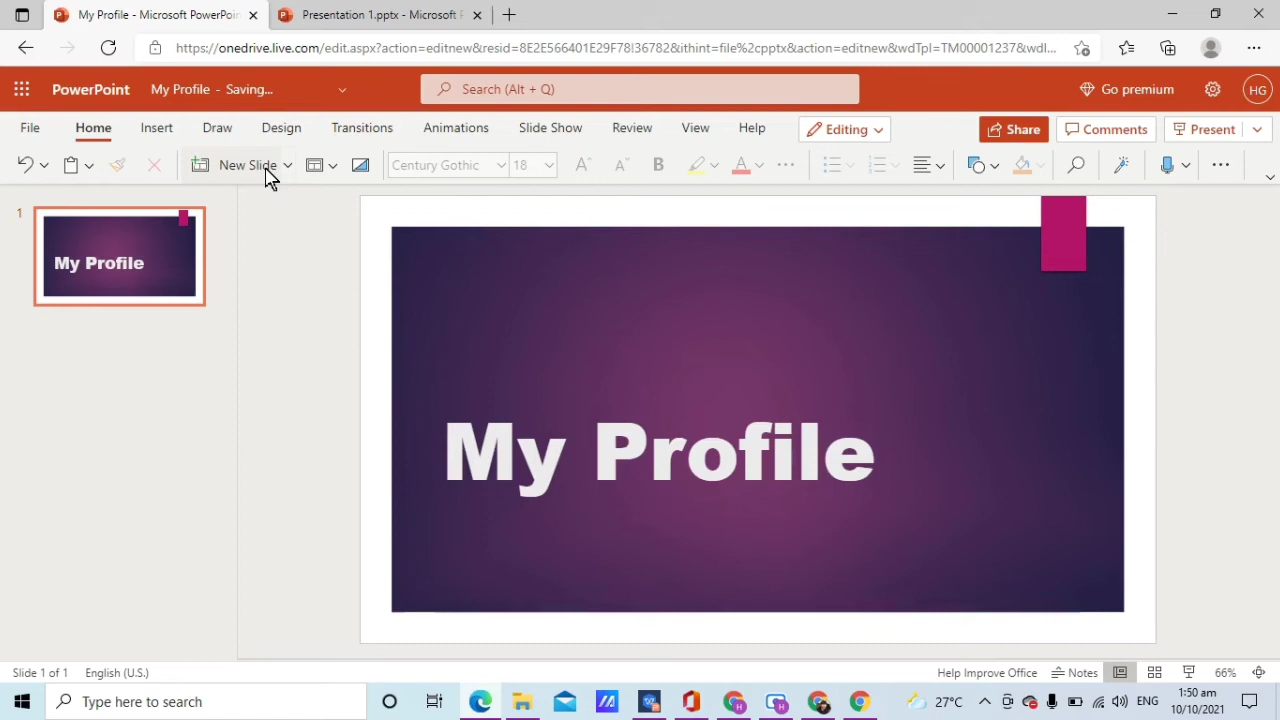 My Profile - Microsoft PowerPoin
Presentation 1.pptx - Microsoft P
https://onedrive.live.com/edit.aspx?action=editnew&resid=8E2E566401E29F78!36782&ithint=file%2cpptx&action=editnew&wdTpl=TM00001237&wdl...
PowerPoint
My Profile - Saving...
Search (Alt + Q)
Go premium
HG
File
Home
Insert
Draw
Design
Transitions
Animations
Slide Show
Review
View
Help
Editing
Share
Comments
Present
New Slide
Century Gothic
18
A
A
B
A
1
My Profile
My Profile
Slide 1 of 1
English (U.S.)
Help Improve Office
Notes
66%
Type here to search
27°C
ENG
1:50 am
10/10/2021